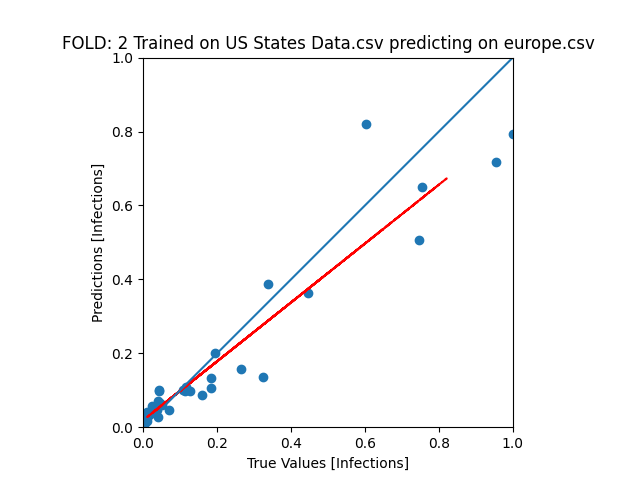 FOLD: 2 Trained on US States Data.csv predicting on europe.csv
1.0
0.8
0.6
0.4
0.2
0.0
Predictions [Infections]
0.0 0.2 0.4 0.6 0.8 1.0
True Values [Infections]